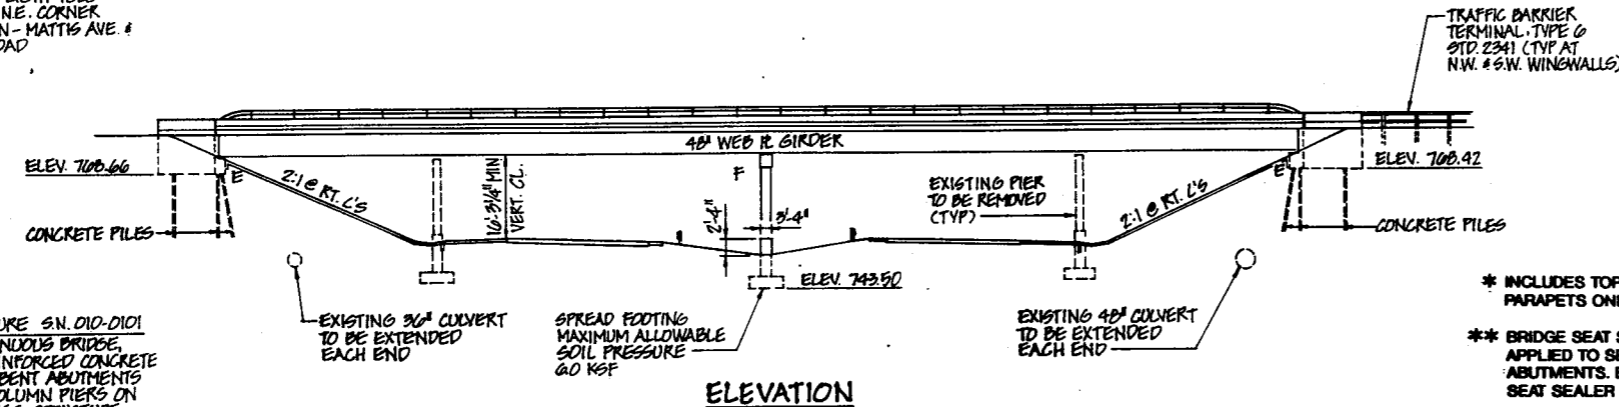 N.E. CORNER
N - MATTIS AVE. &
OAD
TRAFFIC BARRIER
TERMINAL, TYPE 6
STD. 2341 (TYP AT
N.W. & S.W. WINGWALLS)
48" WEB PL GIRDER
ELEV. 768.66
ELEV. 768.42
E
F
E
2:1 @ RT. L'S
16'-3 1/4" MIN
VERT. CL.
2'-4"
3'-4"
EXISTING PIER
TO BE REMOVED
(TYP)
2:1 @ RT. L'S
CONCRETE PILES
CONCRETE PILES
ELEV. 743.50
EXISTING 36" CULVERT
TO BE EXTENDED
EACH END
SPREAD FOOTING
MAXIMUM ALLOWABLE
SOIL PRESSURE
6.0 KSF
EXISTING 48" CULVERT
TO BE EXTENDED
EACH END
* INCLUDES TOP
PARAPETS ON
** BRIDGE SEAT S
APPLIED TO S
ABUTMENTS.
SEAT SEALER
URE S.N. 010-0101
NUOUS BRIDGE,
INFORCED CONCRETE
BENT ABUTMENTS
OLUMN PIERS ON
ELEVATION